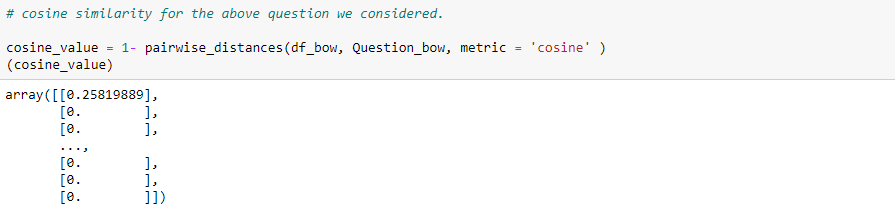 # cosine similarity for the above question we considered.
cosine_value = 1- pairwise_distances(df_bow, Question_bow, metric = 'cosine' )
(cosine_value)
array([[0.25819889],
       [0.        ],
       [0.        ],
       ...,
       [0.        ],
       [0.        ],
       [0.        ]])